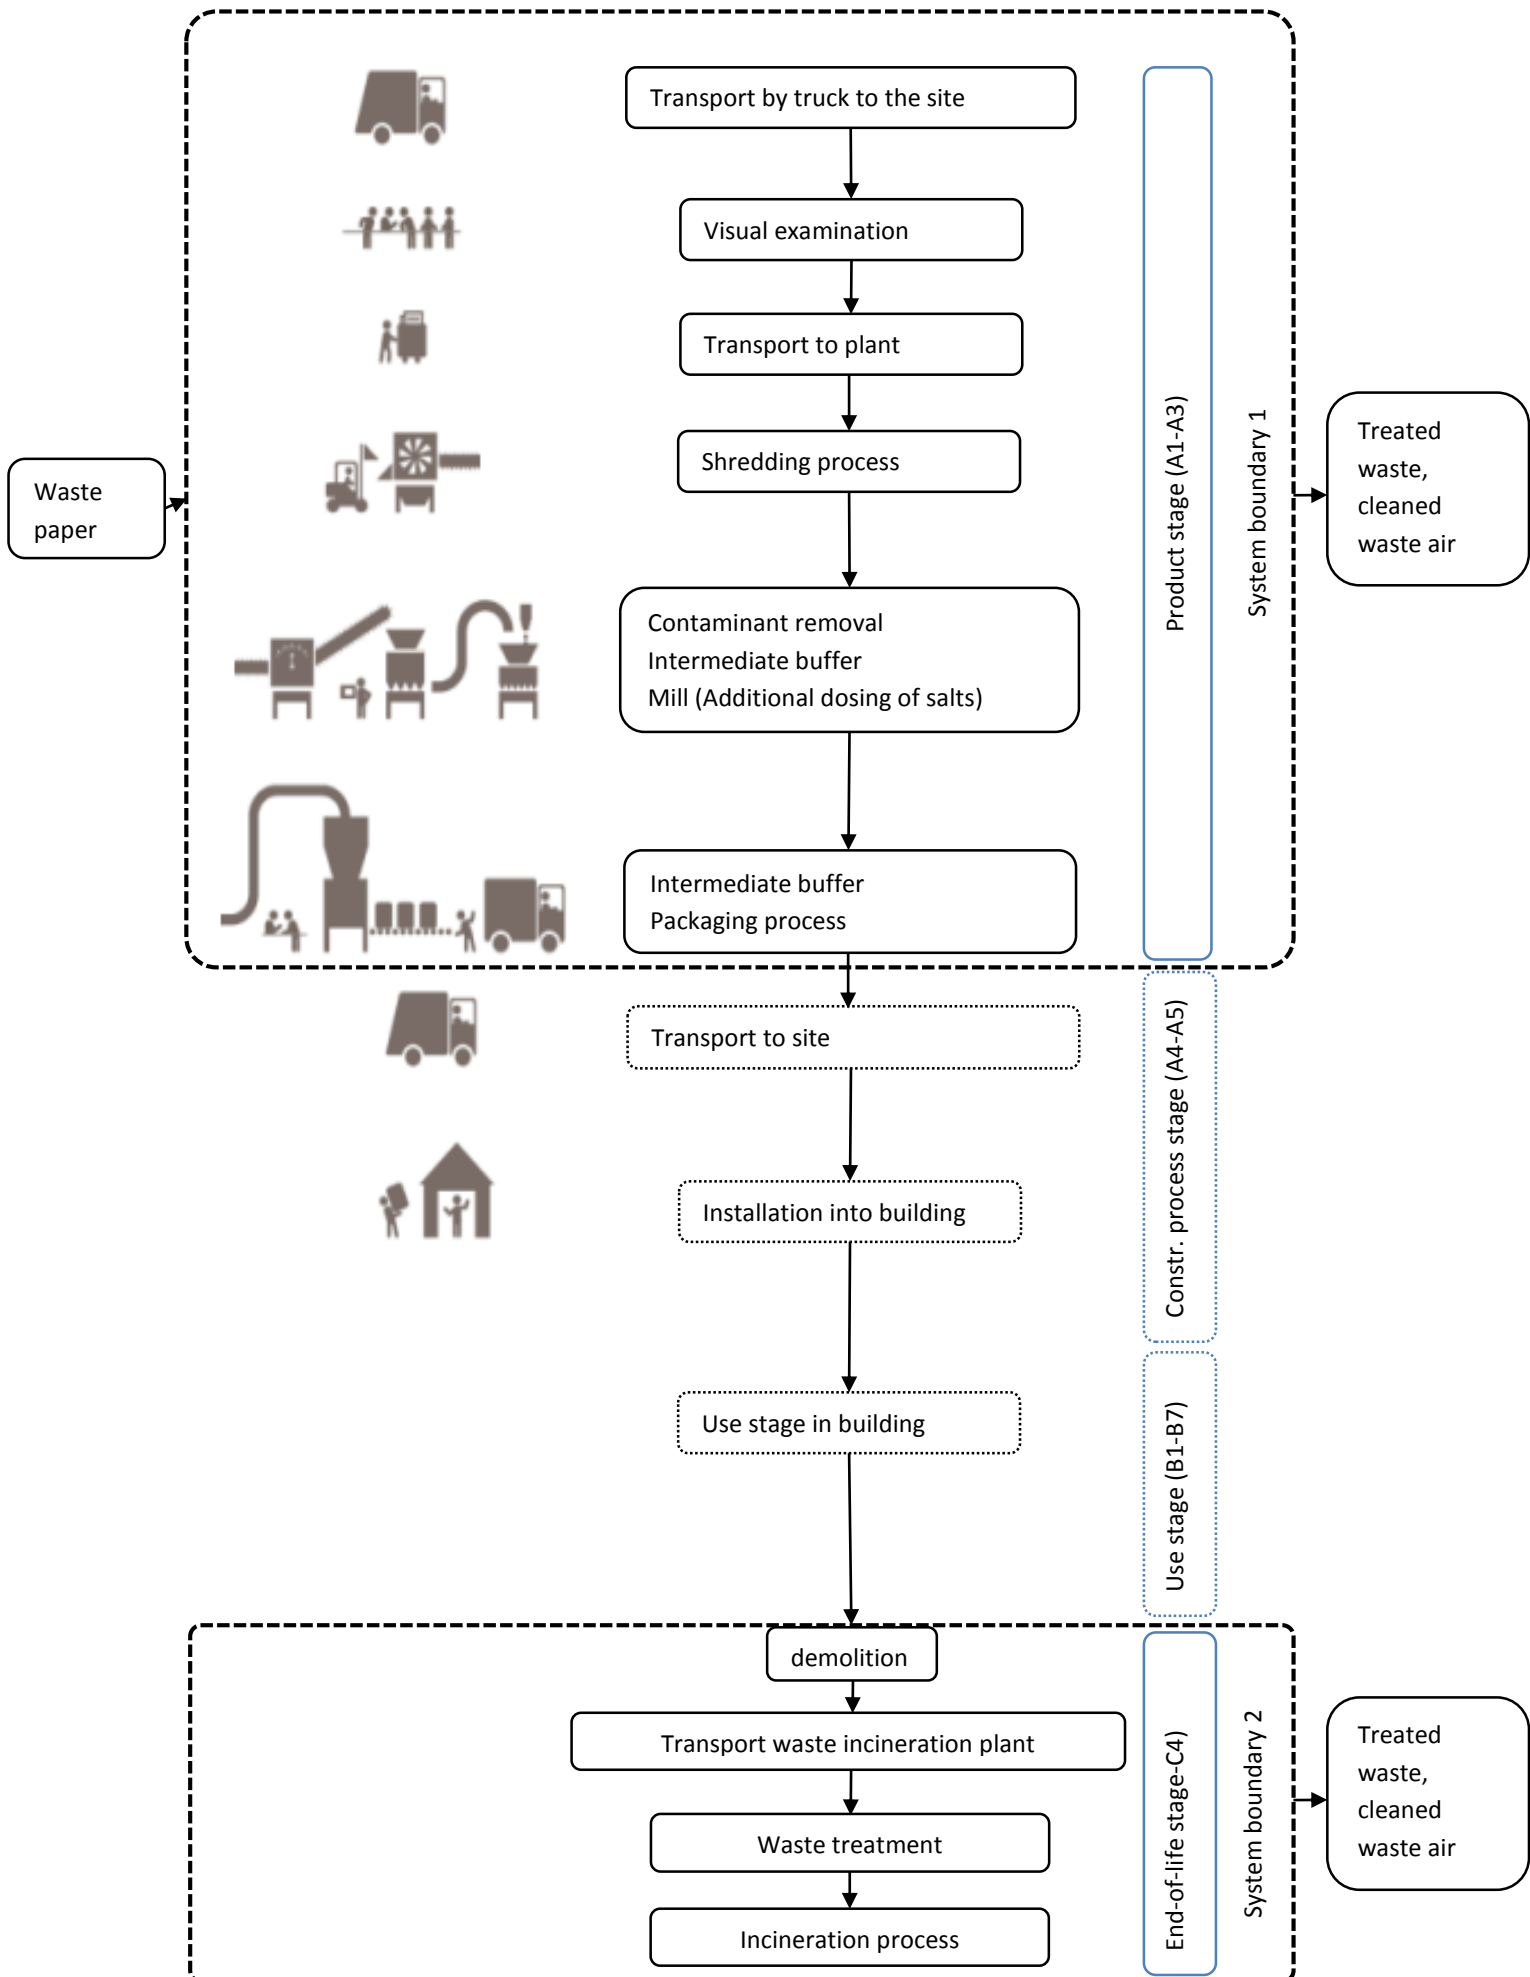 Transport by truck to the site
Visual examination
Transport to plant
Shredding process
Waste
paper
Contaminant removal
Intermediate buffer
Mill (Additional dosing of salts)
Intermediate buffer
Packaging process
Product stage (A1-A3)
System boundary 1
Treated
waste,
cleaned
waste air
Transport to site
Installation into building
Constr. process stage (A4-A5)
Use stage in building
Use stage (B1-B7)
demolition
Transport waste incineration plant
Waste treatment
Incineration process
End-of-life stage-C4)
System boundary 2
Treated
waste,
cleaned
waste air